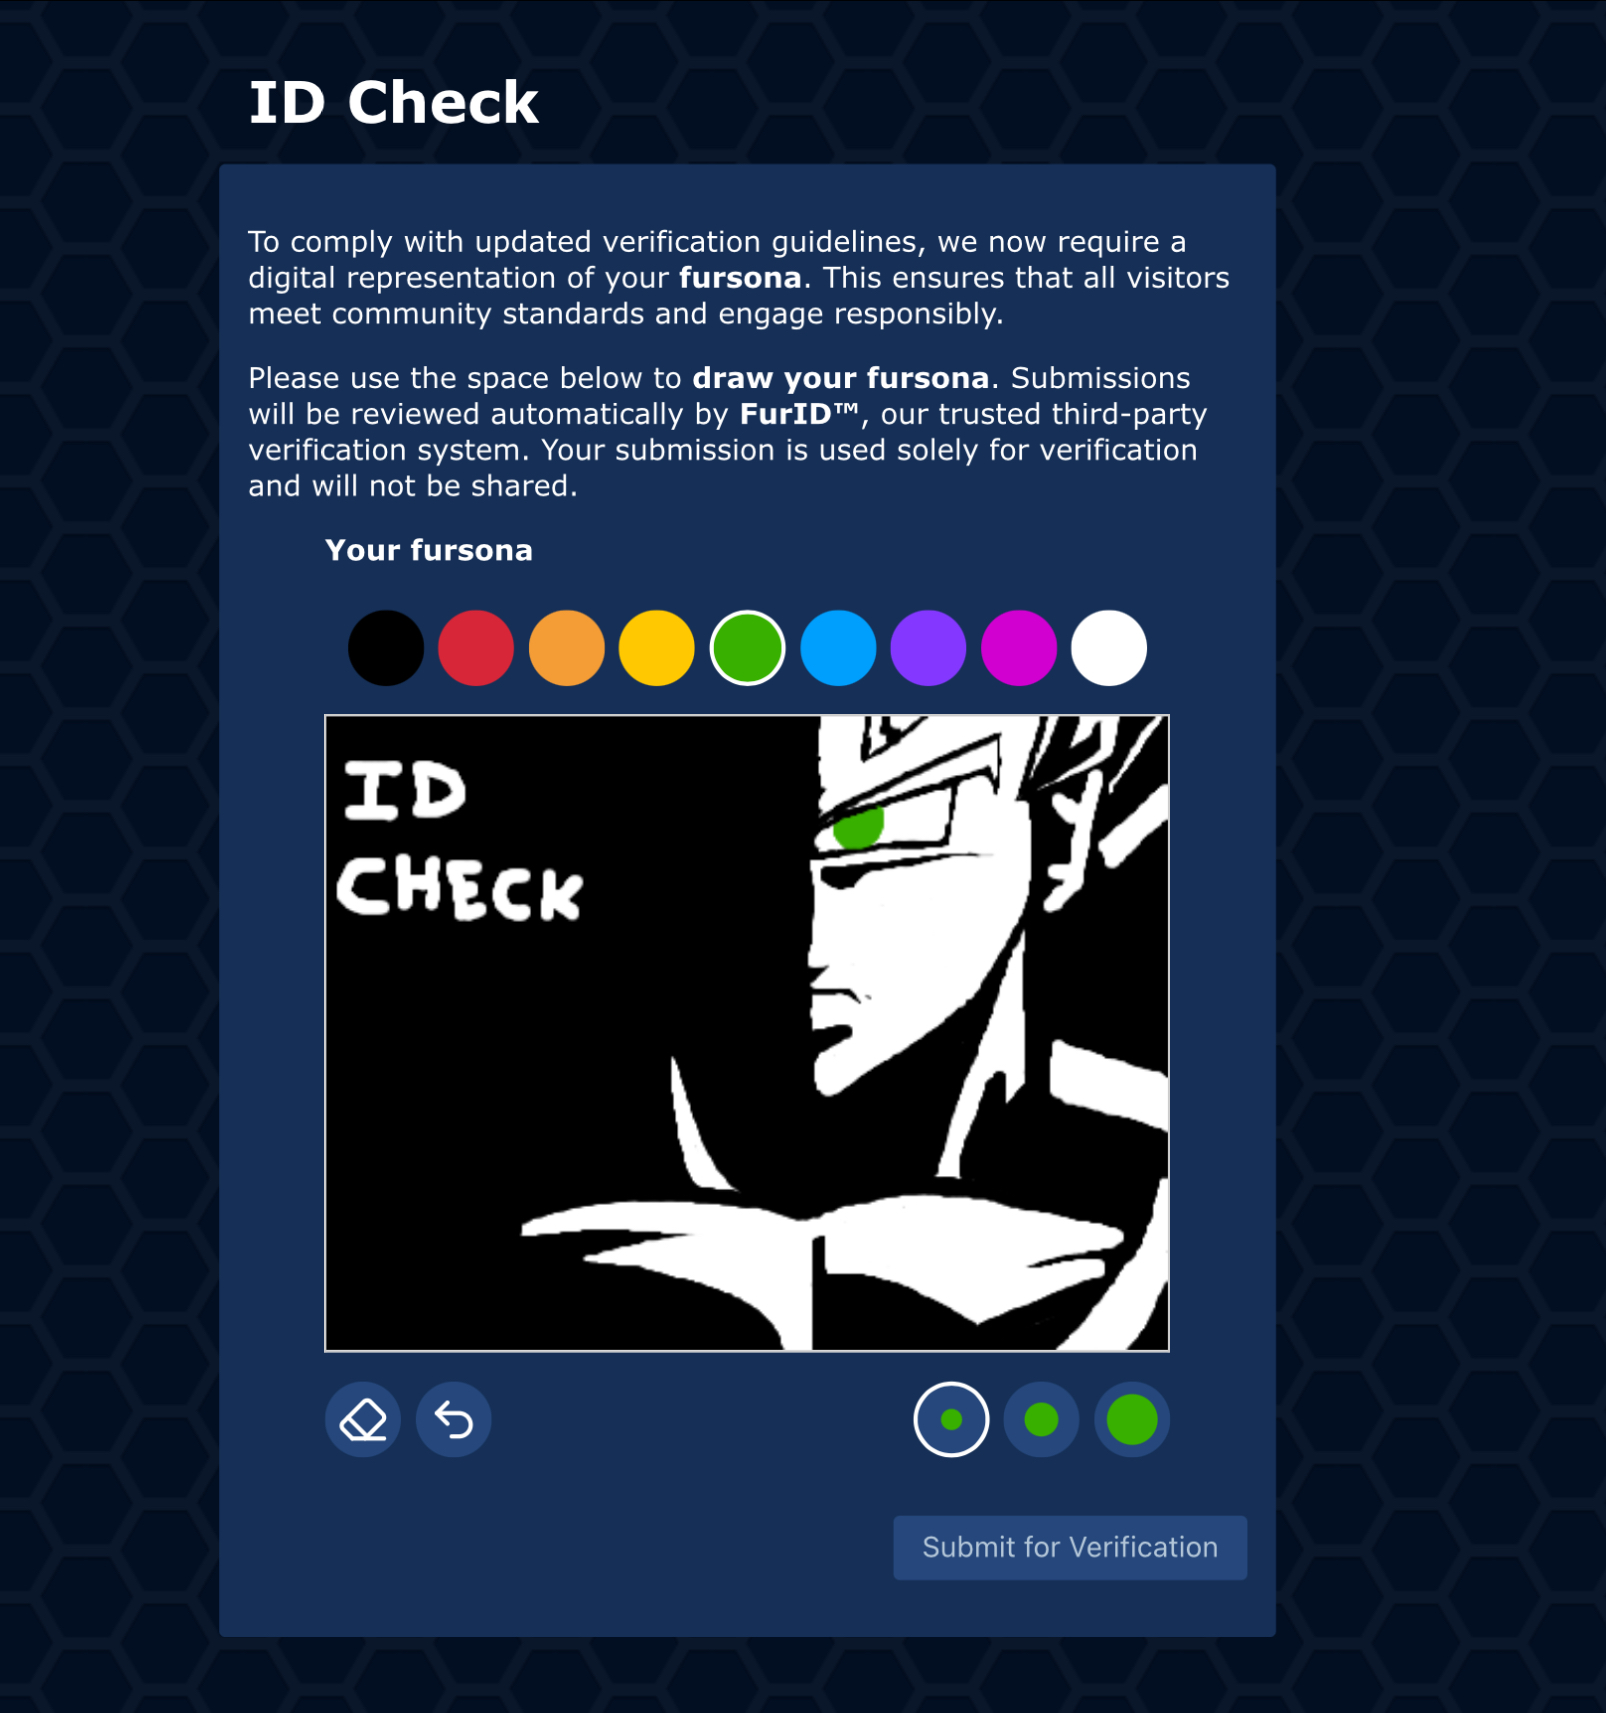 ID Check
To comply with updated verification guidelines, we now require a
digital representation of your fursona. This ensures that all visitors
meet community standards and engage responsibly.
Please use the space below to draw your fursona. Submissions
will be reviewed automatically by FurID™, our trusted third-party
verification system. Your submission is used solely for verification
and will not be shared.
Your fursona
ID
CHECK
Submit for Verification